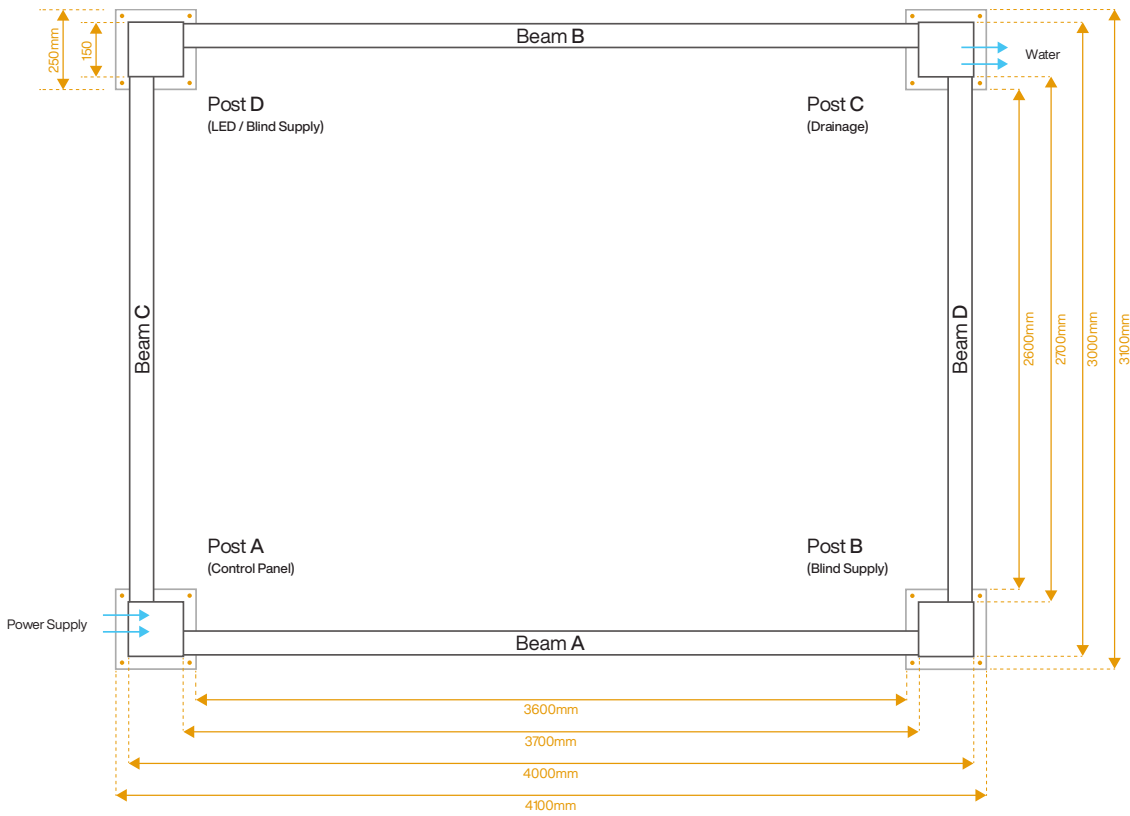 250mm
150
Beam B
Water
Post D
(LED / Blind Supply)
Post C
(Drainage)
Beam C
Beam D
2600mm
2700mm
3000mm
3100mm
Post A
(Control Panel)
Post B
(Blind Supply)
Power Supply
Beam A
3600mm
3700mm
4000mm
4100mm